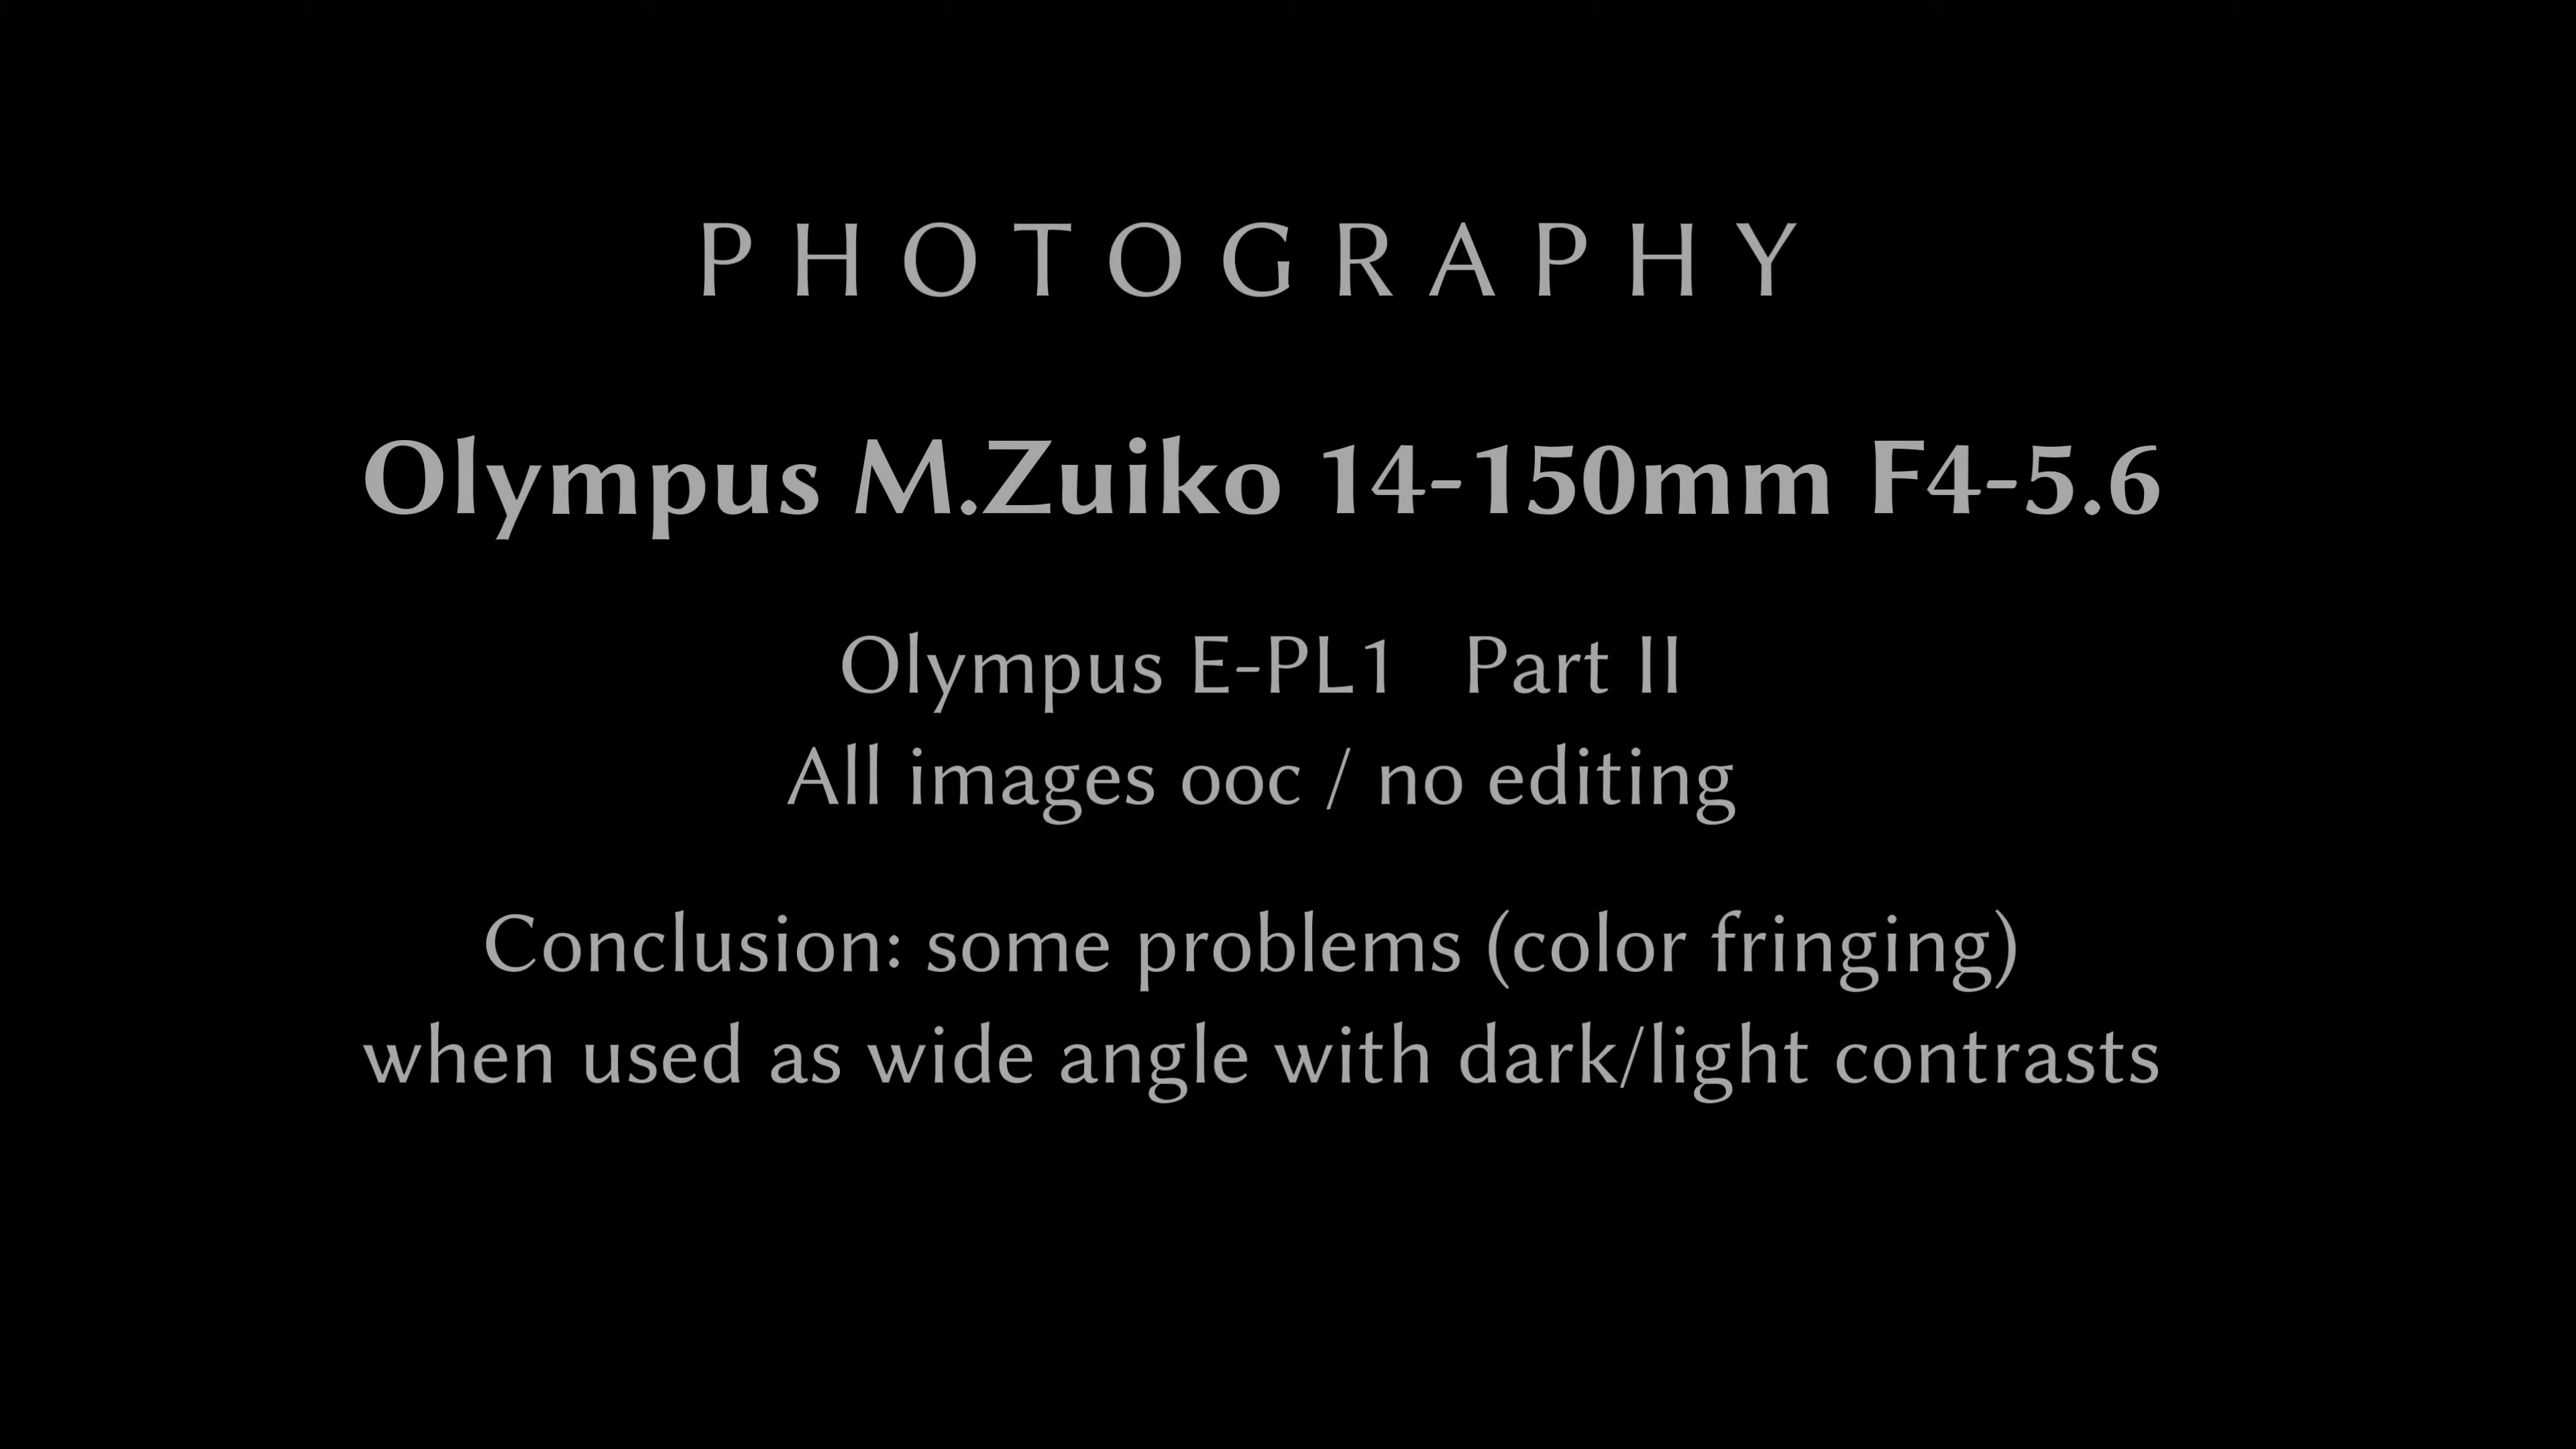 PHOTOGRAPHY
Olympus M.Zuiko 14-150mm F4-5.6
Olympus E-PL1 Part II
All images ooc / no editing
Conclusion: some problems (color fringing)
when used as wide angle with dark/light contrasts